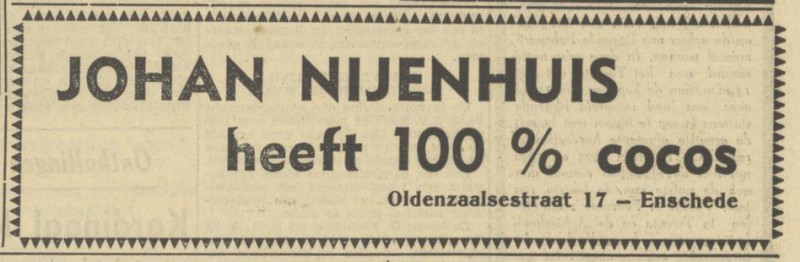 JOHAN NIJENHUIS
heeft 100 % cocos
Oldenzaalsestraat 17 — Enschede